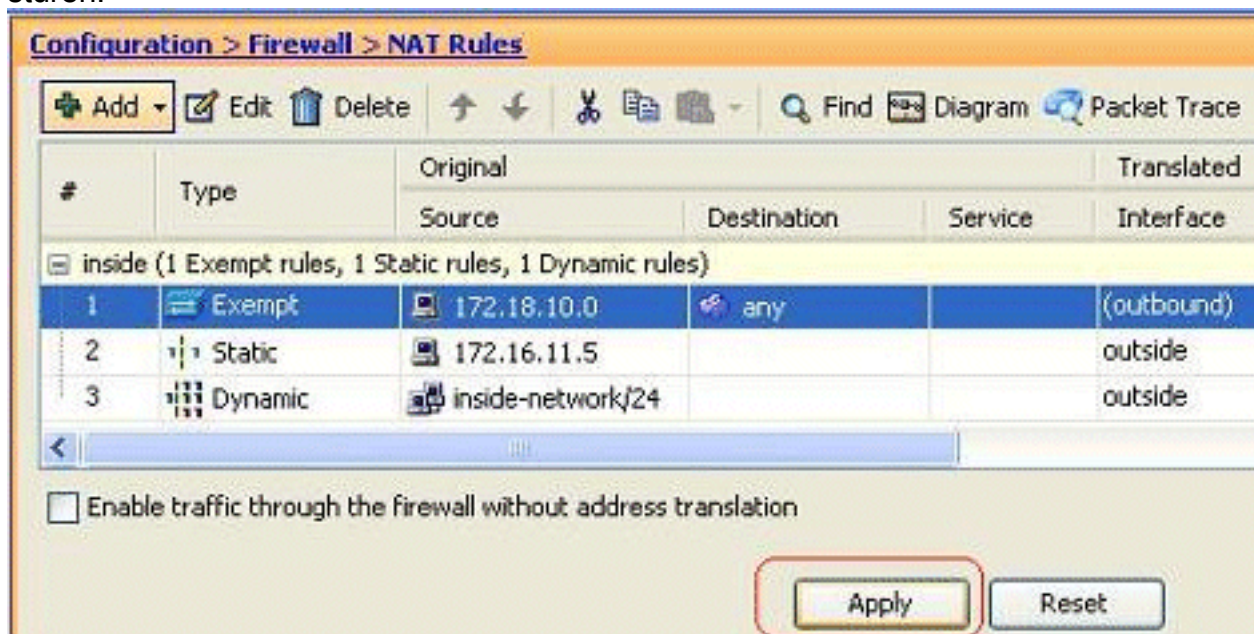 Configuration > Firewall > NAT Rules
Add Edit Delete Find Diagram Packet Trace
# Type Original Translated
Source Destination Service Interface
inside (1 Exempt rules, 1 Static rules, 1 Dynamic rules)
1 Exempt 172.18.10.0 any (outbound)
2 Static 172.16.11.5 outside
3 Dynamic inside-network/24 outside
Enable traffic through the firewall without address translation
Apply Reset